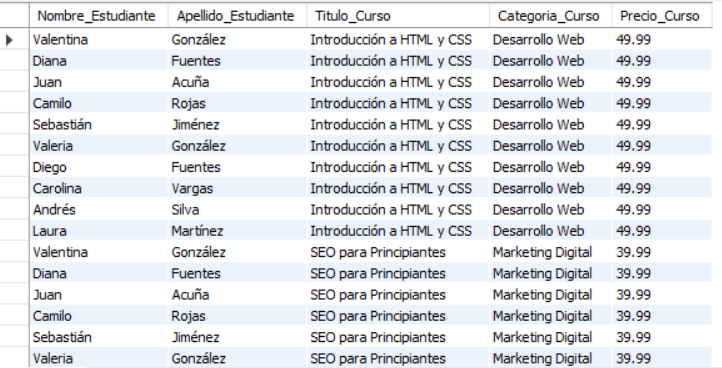 Nombre_Estudiante Apellido_Estudiante Titulo_Curso Categoria_Curso Precio_Curso
Valentina González Introducción a HTML y CSS Desarrollo Web 49.99
Diana Fuentes Introducción a HTML y CSS Desarrollo Web 49.99
Juan Acuña Introducción a HTML y CSS Desarrollo Web 49.99
Camilo Rojas Introducción a HTML y CSS Desarrollo Web 49.99
Sebastián Jiménez Introducción a HTML y CSS Desarrollo Web 49.99
Valeria González Introducción a HTML y CSS Desarrollo Web 49.99
Diego Fuentes Introducción a HTML y CSS Desarrollo Web 49.99
Carolina Vargas Introducción a HTML y CSS Desarrollo Web 49.99
Andrés Silva Introducción a HTML y CSS Desarrollo Web 49.99
Laura Martínez Introducción a HTML y CSS Desarrollo Web 49.99
Valentina González SEO para Principiantes Marketing Digital 39.99
Diana Fuentes SEO para Principiantes Marketing Digital 39.99
Juan Acuña SEO para Principiantes Marketing Digital 39.99
Camilo Rojas SEO para Principiantes Marketing Digital 39.99
Sebastián Jiménez SEO para Principiantes Marketing Digital 39.99
Valeria González SEO para Principiantes Marketing Digital 39.99